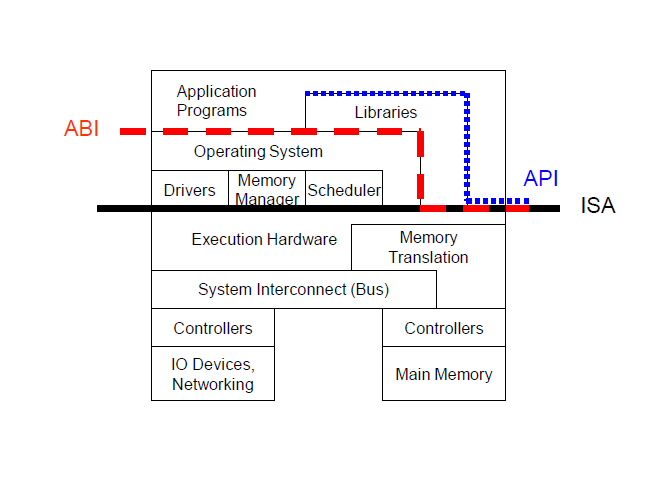 Application
Programs
Libraries
ABI
Operating System
Drivers
Memory
Manager
Scheduler
API
ISA
Execution Hardware
Memory
Translation
System Interconnect (Bus)
Controllers
Controllers
IO Devices,
Networking
Main Memory